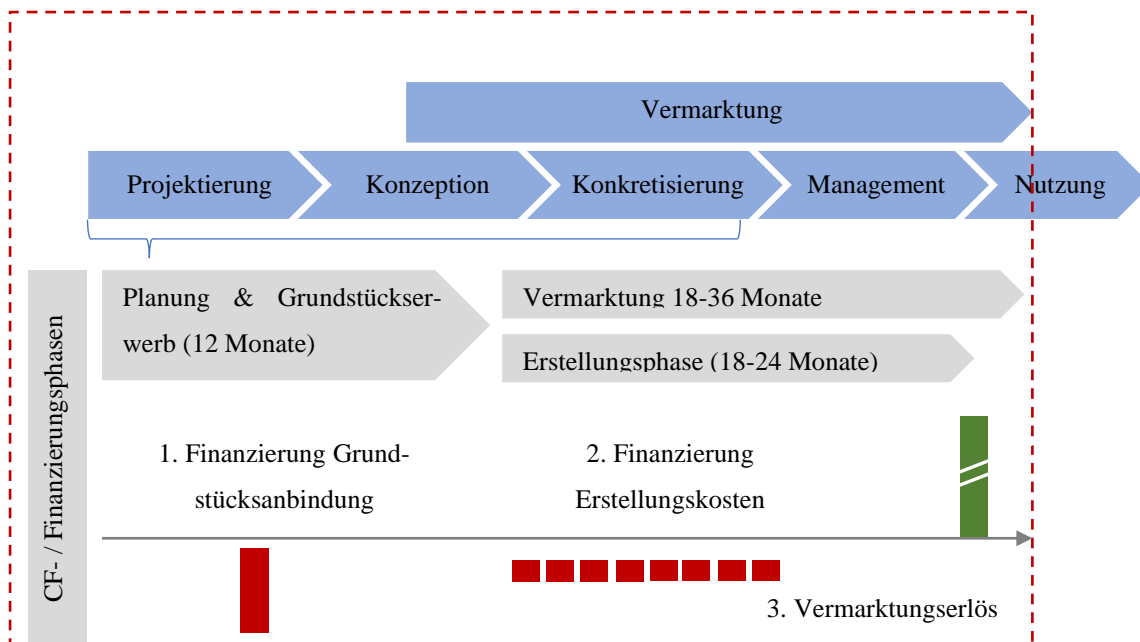 Vermarktung
Projektierung
Konzeption
Konkretisierung
Management
Nutzung
CF- / Finanzierungsphasen
Planung & Grundstückser-
werb (12 Monate)
Vermarktung 18-36 Monate
Erstellungsphase (18-24 Monate)
1. Finanzierung Grund-
stücksanbindung
2. Finanzierung
Erstellungskosten
3. Vermarktungserlös